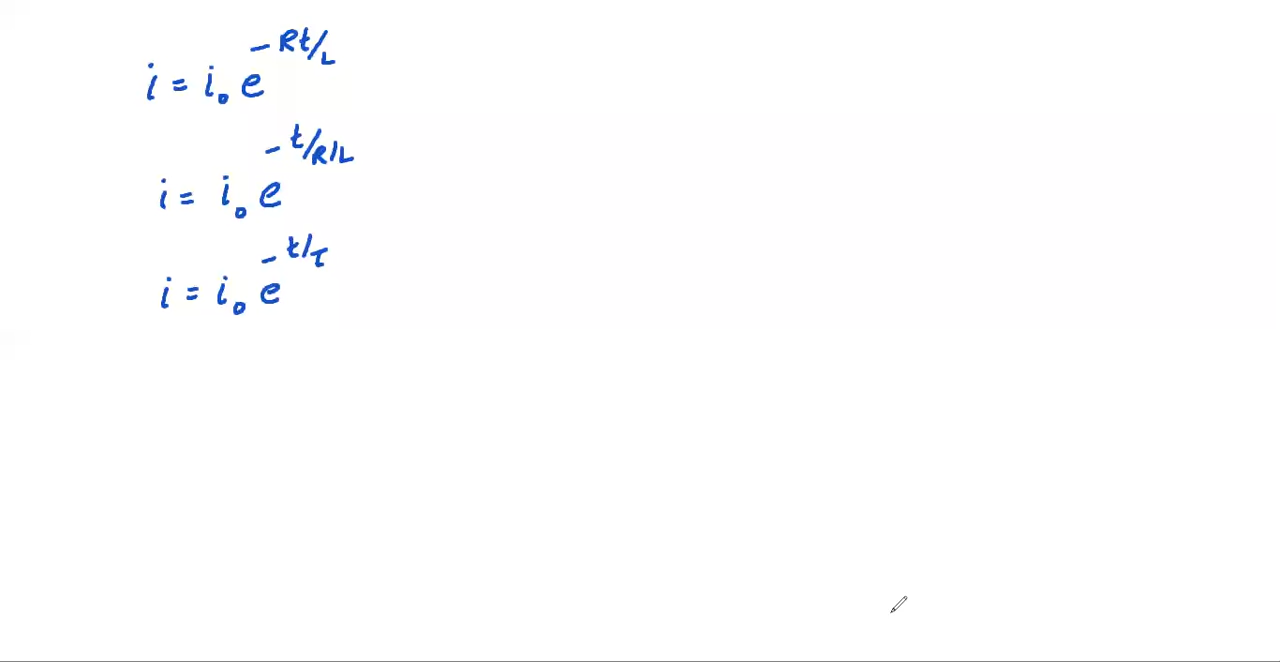 i = i₀ e^{-Rt/L}
i = i₀ e^{-t/R/L}
i = i₀ e^{-t/τ}